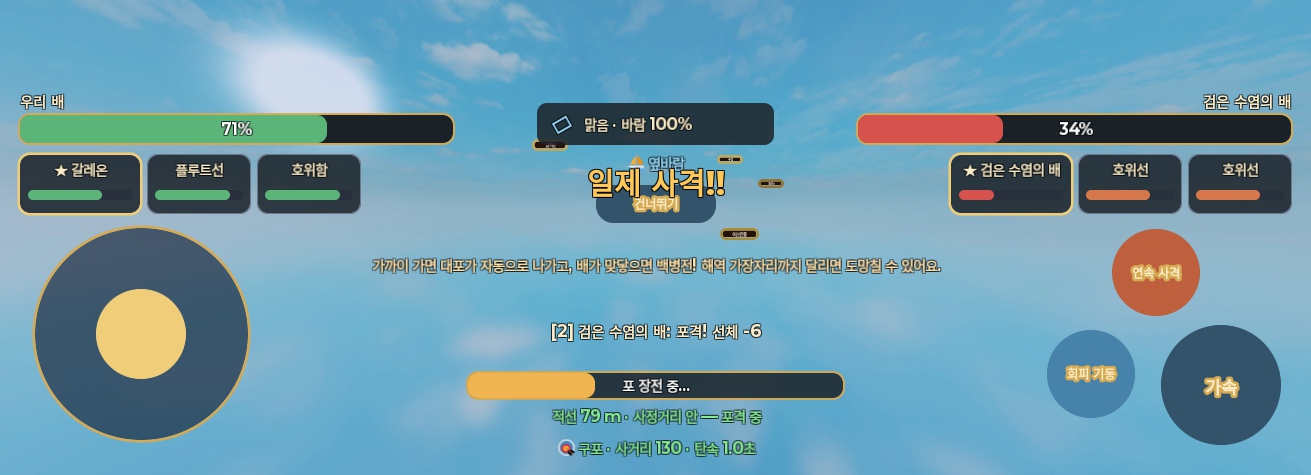 우리 배
71%
★ 갈레온
플루트선
호위함
맑음 · 바람 100%
옆바람
일제 사격!!
건너뛰기
검은 수염의 배
34%
★ 검은 수염의 배
호위선
호위선
가까이 가면 대포가 자동으로 나가고, 배가 맞닿으면 백병전! 해역 가장자리까지 달리면 도망칠 수 있어요.
[2] 검은 수염의 배: 포격! 선체 -6
포 장전 중...
적선 79 m · 사정거리 안 — 포격 중
구포 · 사거리 130 · 탄속 1.0초
연속 사격
회피 기동
가속